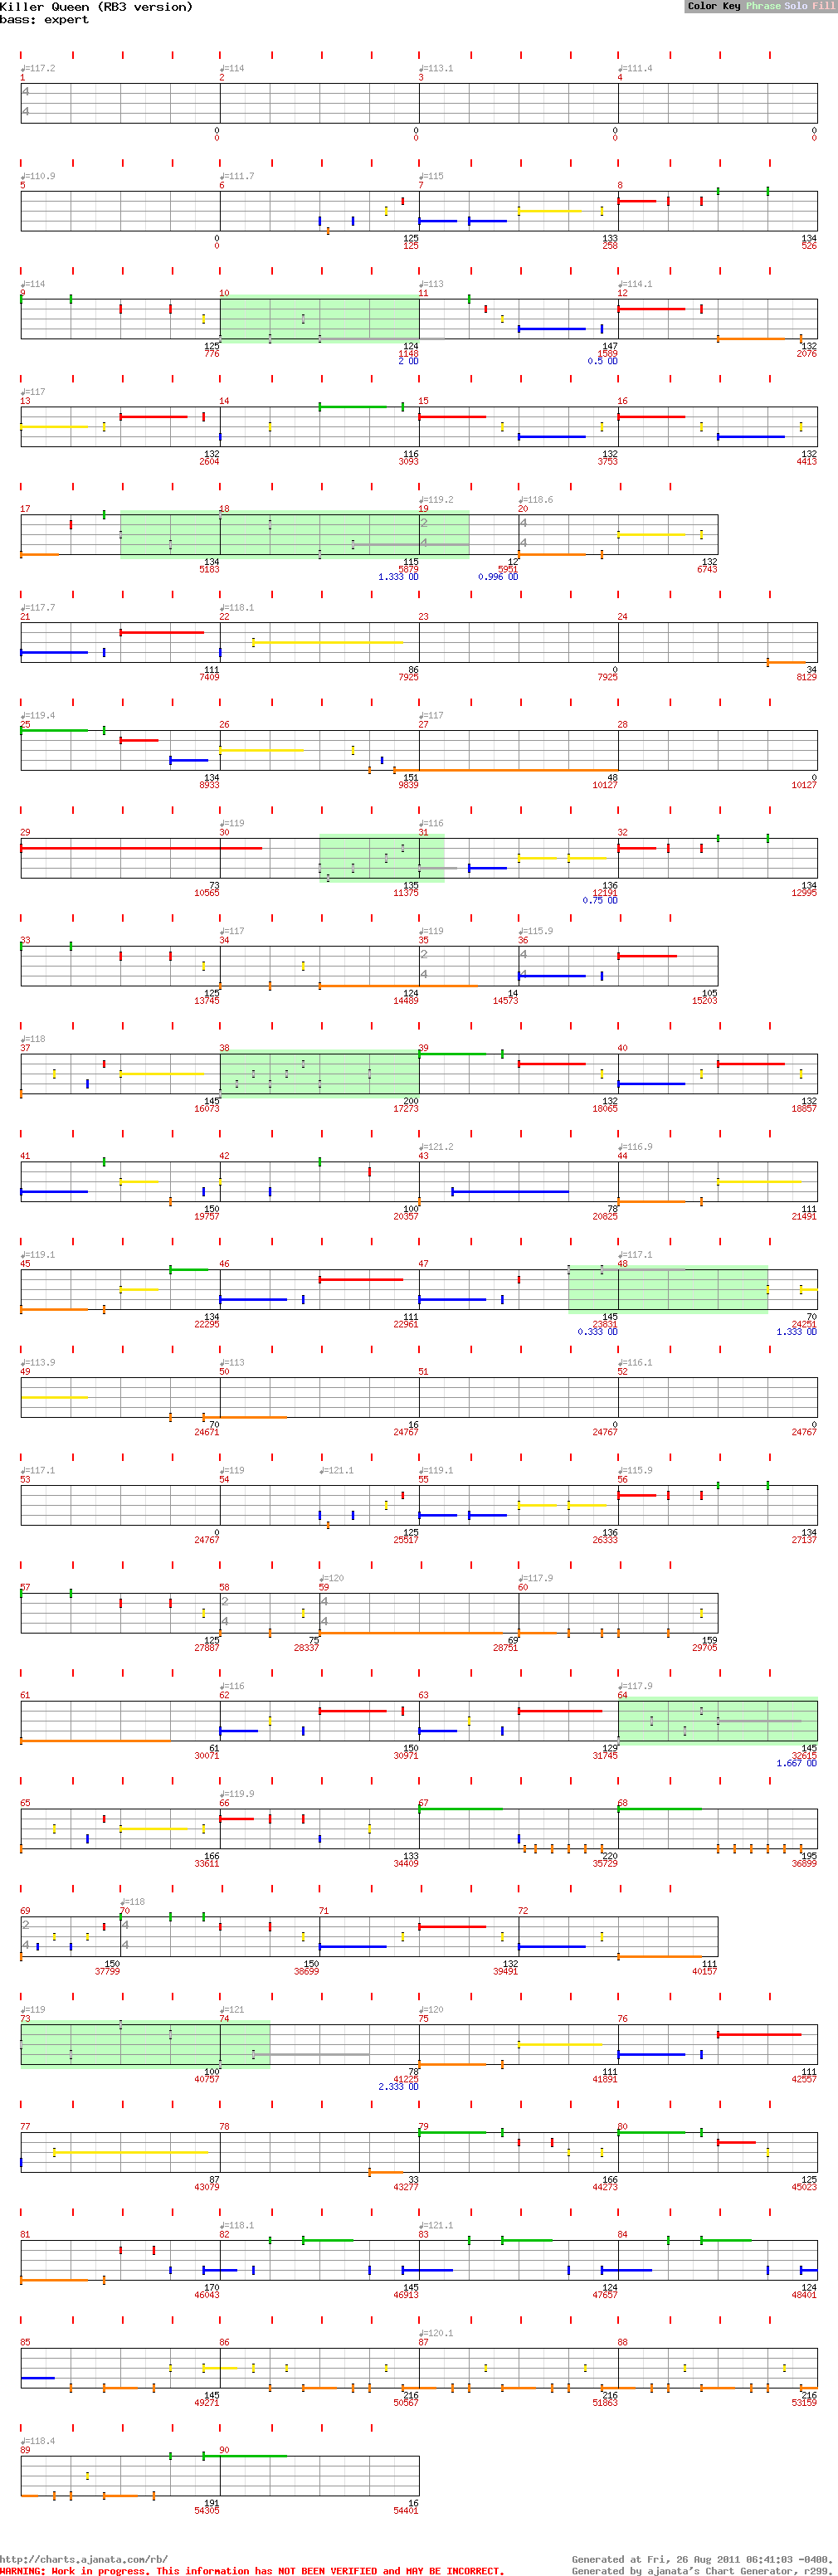 Killer Queen (RB3 version) Color Key Phrase Solo Fill
bass: expert
♩=117.2 ♩=114 ♩=113.1 ♩=111.4
1 2 3 4
4
4
0 0 0 0
0 0 0 0
♩=110.9 ♩=111.7 ♩=115
5 6 7 8
0 125 133 134
0 125 258 526
♩=114 ♩=113 ♩=114.1
9 10 11 12
125 124 147 132
776 1148 1589 2076
2 OD 0.5 OD
♩=117
13 14 15 16
132 116 132 132
2604 3093 3753 4413
♩=119.2 ♩=118.6
17 18 19 20
2 4
4 4
134 115 12 132
5183 5879 5951 6743
1.333 OD 0.996 OD
♩=117.7 ♩=118.1
21 22 23 24
111 86 0 34
7409 7925 7925 8129
♩=119.4 ♩=117
25 26 27 28
134 151 48 0
8933 9839 10127 10127
♩=119 ♩=116
29 30 31 32
73 135 136 134
10565 11375 12191 12995
0.75 OD
♩=117 ♩=119 ♩=115.9
33 34 35 36
2 4
4 4
125 124 14 105
13745 14489 14573 15203
♩=118
37 38 39 40
145 200 132 132
16073 17273 18065 18857
♩=121.2 ♩=116.9
41 42 43 44
150 100 78 111
19757 20357 20825 21491
♩=119.1 ♩=117.1
45 46 47 48
134 111 145 70
22295 22961 23831 24251
0.333 OD 1.333 OD
♩=113.9 ♩=113 ♩=116.1
49 50 51 52
70 16 0 0
24671 24767 24767 24767
♩=117.1 ♩=119 ♩=121.1 ♩=119.1 ♩=115.9
53 54 55 56
0 125 136 134
24767 25517 26333 27137
♩=120 ♩=117.9
57 58 59 60
2 4
4 4
125 75 69 159
27887 28337 28751 29705
♩=116 ♩=117.9
61 62 63 64
61 150 129 145
30071 30971 31745 32615
1.667 OD
♩=119.9
65 66 67 68
166 133 220 195
33611 34409 35729 36899
♩=118
69 70 71 72
2 4
4 4
150 150 132 111
37799 38699 39491 40157
♩=119 ♩=121 ♩=120
73 74 75 76
100 78 111 111
40757 41225 41891 42557
2.333 OD
77 78 79 80
87 33 166 125
43079 43277 44273 45023
♩=118.1 ♩=121.1
81 82 83 84
170 145 124 124
46043 46913 47657 48401
♩=120.1
85 86 87 88
145 216 216 216
49271 50567 51863 53159
♩=118.4
89 90
191 16
54305 54401
http://charts.ajanata.com/rb/ Generated at Fri, 26 Aug 2011 06:41:03 -0400.
WARNING: Work in progress. This information has NOT BEEN VERIFIED and MAY BE INCORRECT. Generated by ajanata's Chart Generator, r299.